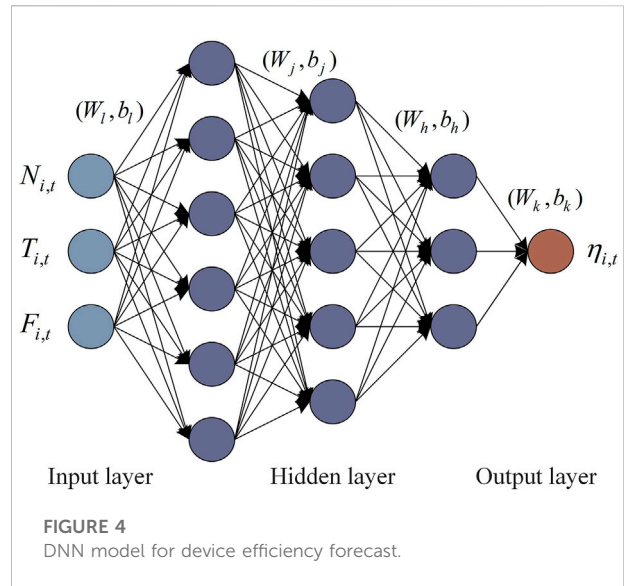 (W_j, b_j)
(W_l, b_l)
(W_h, b_h)
N_{i,t}
(W_k, b_k)
T_{i,t}
η_{i,t}
F_{i,t}
Input layer
Hidden layer
Output layer
FIGURE 4
DNN model for device efficiency forecast.